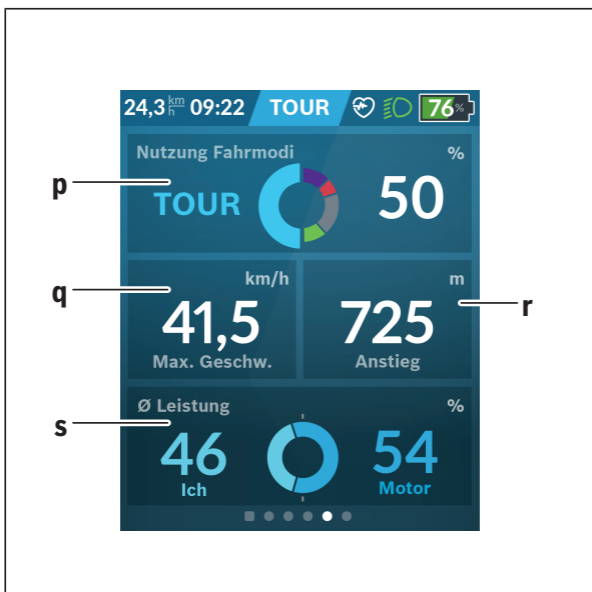 24,3 km/h 09:22 TOUR 76%
Nutzung Fahrmodi %
p
TOUR 50
km/h
q
41,5
Max. Geschw.
m
725
r
Anstieg
Ø Leistung %
s
46 54
Ich Motor